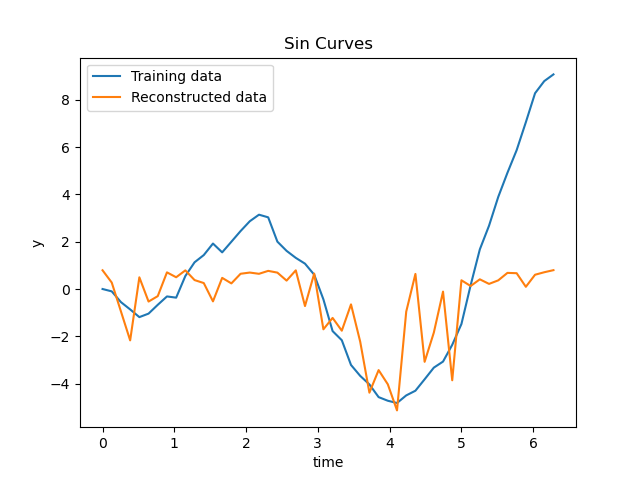 Sin Curves
Training data
Reconstructed data
8
6
4
2
0
−2
−4
y
0 1 2 3 4 5 6
time